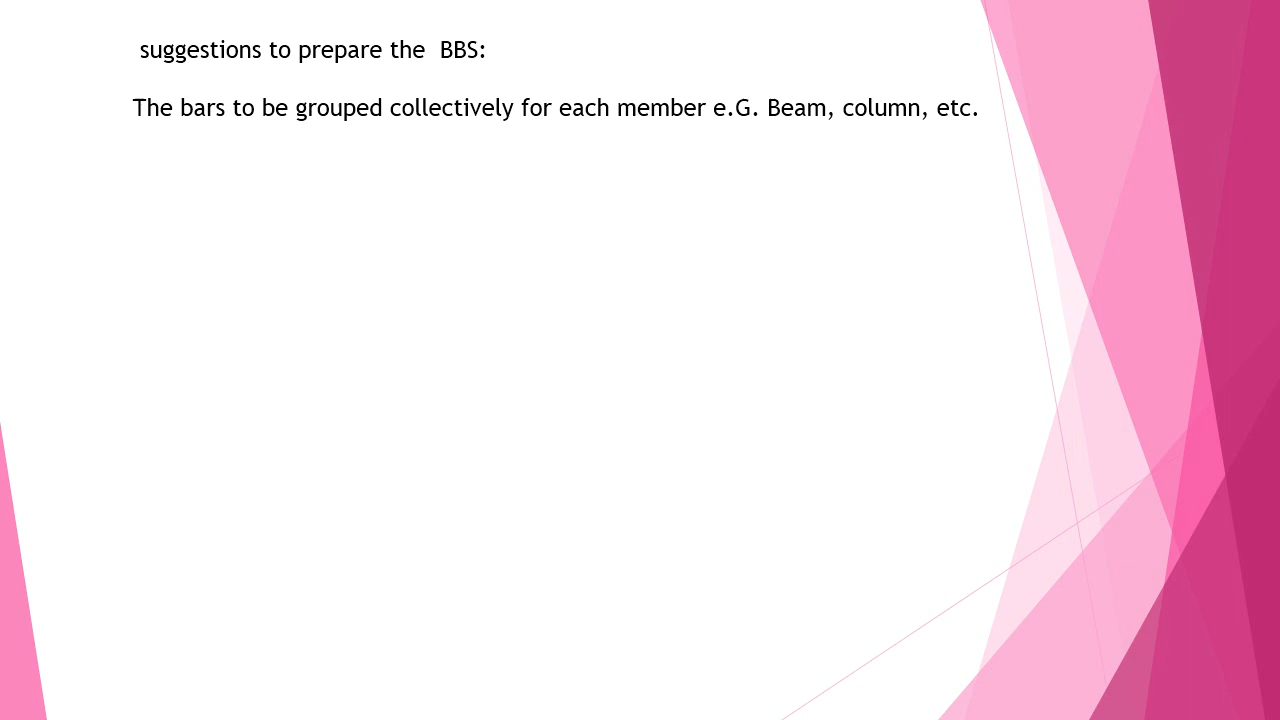 suggestions to prepare the  BBS:
The bars to be grouped collectively for each member e.G. Beam, column, etc.